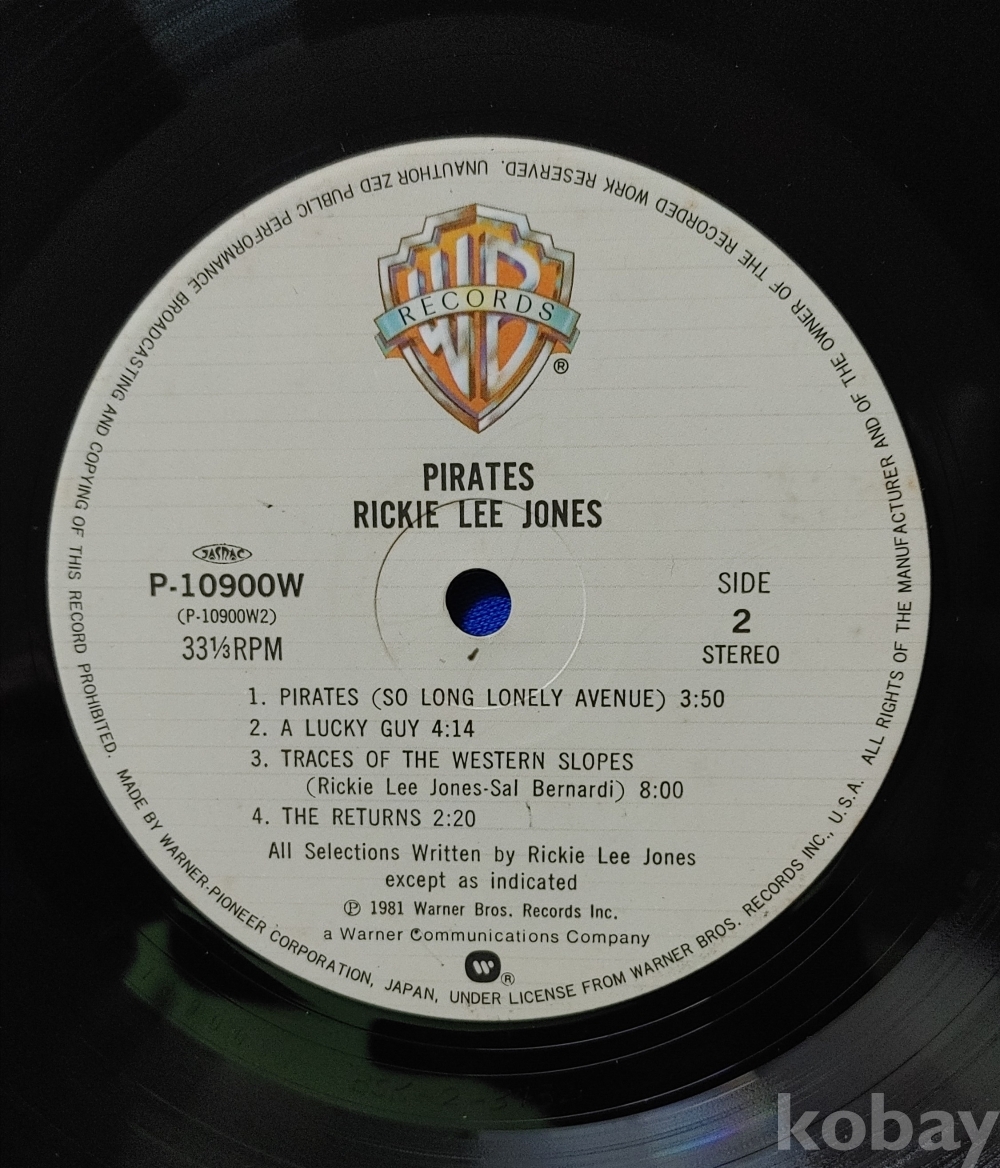 WB
RECORDS
®
PIRATES
RICKIE LEE JONES
JASRAC
P-10900W
(P-10900W2)
33⅓RPM
SIDE
2
STEREO
1. PIRATES (SO LONG LONELY AVENUE) 3:50
2. A LUCKY GUY 4:14
3. TRACES OF THE WESTERN SLOPES
(Rickie Lee Jones-Sal Bernardi) 8:00
4. THE RETURNS 2:20
All Selections Written by Rickie Lee Jones
except as indicated
℗ 1981 Warner Bros. Records Inc.
a Warner Communications Company
®
MADE BY WARNER-PIONEER CORPORATION, JAPAN, UNDER LICENSE FROM WARNER BROS. RECORDS INC., U.S.A. ALL RIGHTS OF THE MANUFACTURER AND OF THE OWNER OF THE RECORDED WORK RESERVED. UNAUTHOR ZED PUBLIC PERFORMANCE BROADCASTING AND COPYING OF THIS RECORD PROHIBITED.
kobay